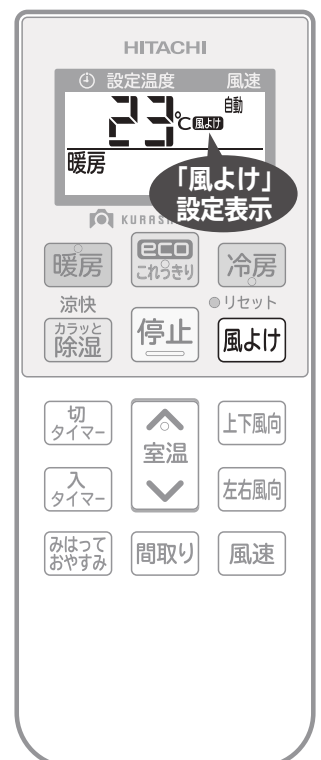 HITACHI
設定温度 風速
23℃ 風よけ 自動
暖房
「風よけ」
設定表示
暖房
eco
これっきり
冷房
涼快
カラッと
除湿
停止
リセット
風よけ
切
タイマー
室温
上下風向
入
タイマー
左右風向
みはって
おやすみ
間取り
風速